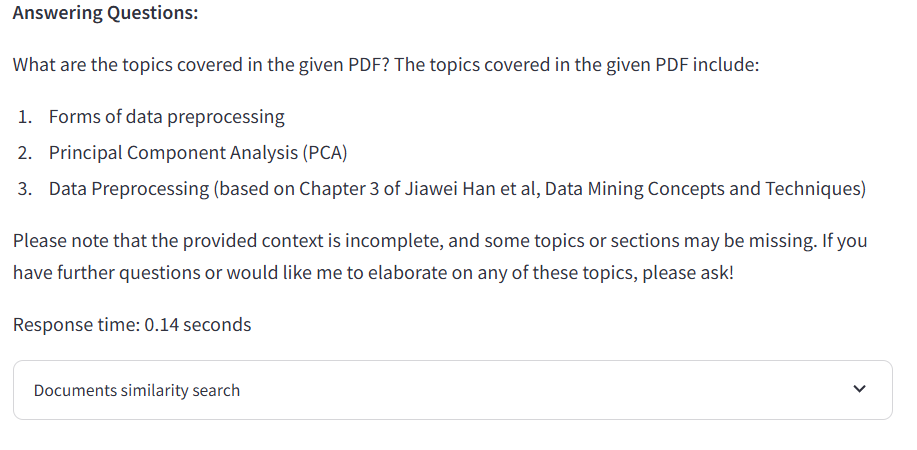 Answering Questions:
What are the topics covered in the given PDF? The topics covered in the given PDF include:
1. Forms of data preprocessing
2. Principal Component Analysis (PCA)
3. Data Preprocessing (based on Chapter 3 of Jiawei Han et al, Data Mining Concepts and Techniques)
Please note that the provided context is incomplete, and some topics or sections may be missing. If you
have further questions or would like me to elaborate on any of these topics, please ask!
Response time: 0.14 seconds
Documents similarity search